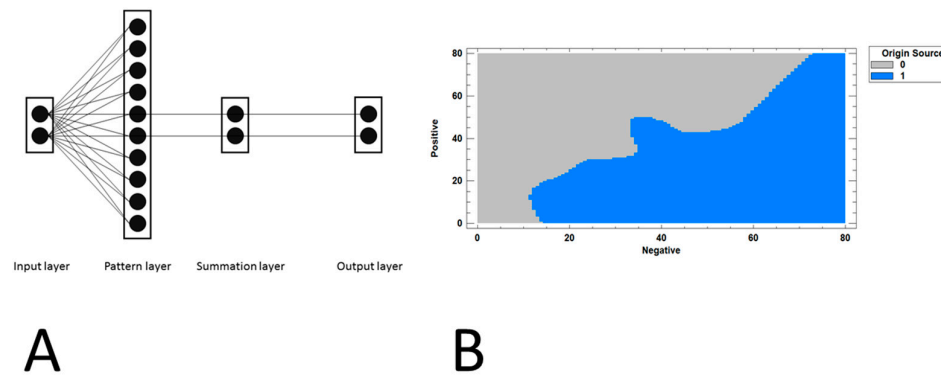 Input layer
Pattern layer
Summation layer
Output layer
A
80
60
40
20
0
Positive
0
20
40
60
80
Negative
Origin Source
0
1
B